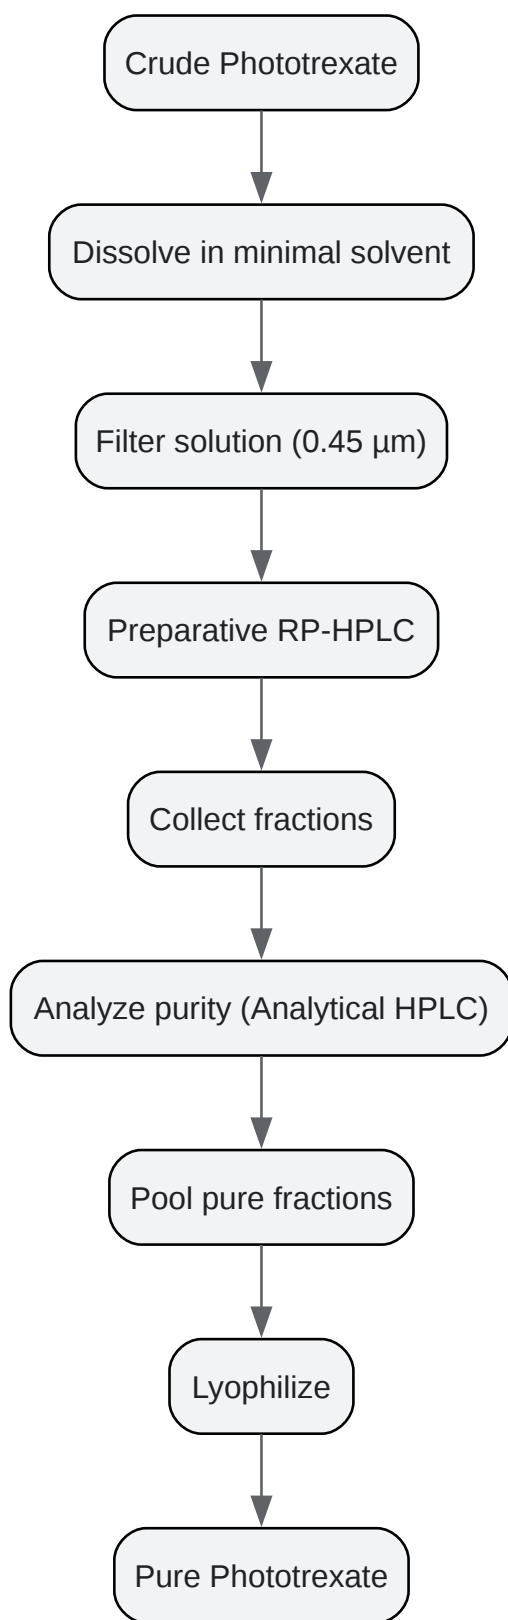 Crude Phototrexate
Dissolve in minimal solvent
Filter solution (0.45 µm)
Preparative RP-HPLC
Collect fractions
Analyze purity (Analytical HPLC)
Pool pure fractions
Lyophilize
Pure Phototrexate